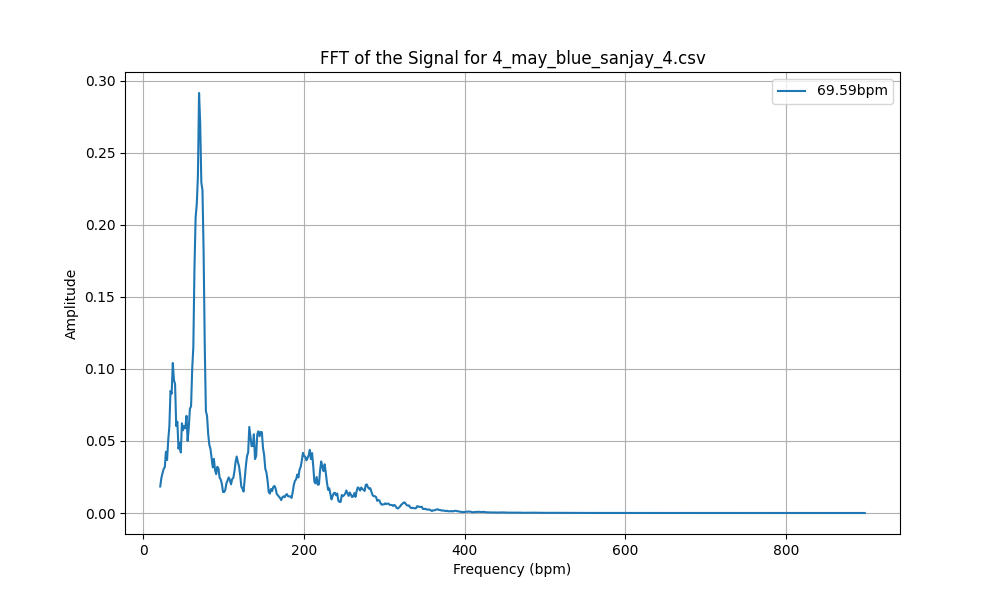 FFT of the Signal for 4_may_blue_sanjay_4.csv
69.59bpm
0.30
0.25
0.20
0.15
0.10
0.05
0.00
Amplitude
0 200 400 600 800
Frequency (bpm)